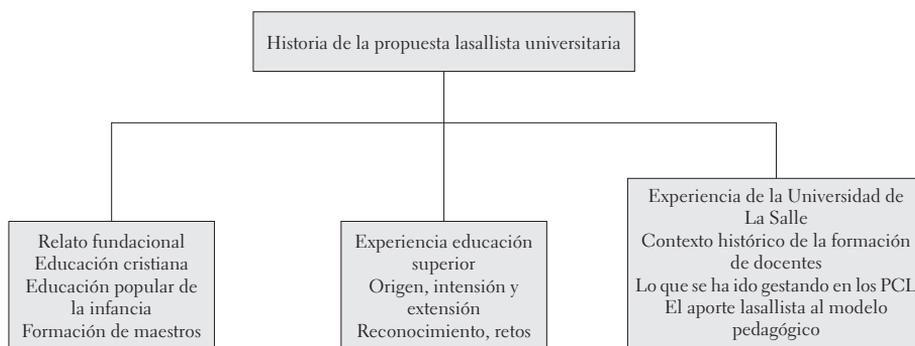 Historia de la propuesta lasallista universitaria
Relato fundacional
Educación cristiana
Educación popular de
la infancia
Formación de maestros
Experiencia educación
superior
Origen, intensión y
extensión
Reconocimiento, retos
Experiencia de la Universidad de
La Salle
Contexto histórico de la formación
de docentes
Lo que se ha ido gestando en los PCL
El aporte lasallista al modelo
pedagógico